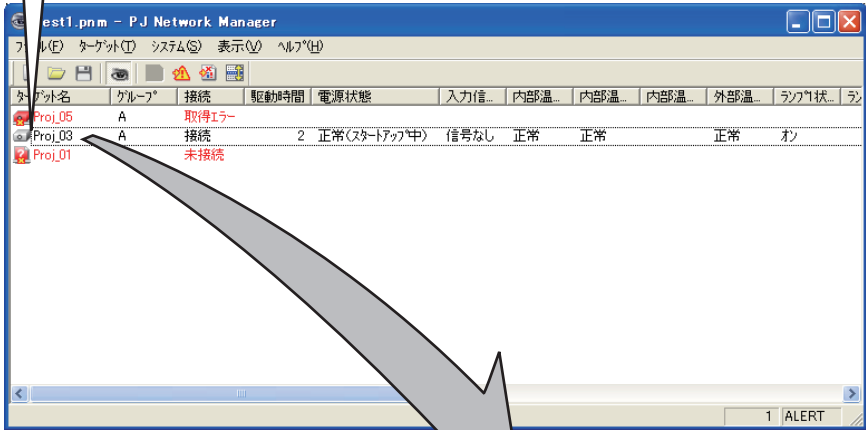 est1.pnm - PJ Network Manager
ル(F) ターゲット(T) システム(S) 表示(V) ヘルプ(H)
ターゲット名 グループ 接続 駆動時間 電源状態 入力信... 内部温... 内部温... 内部温... 外部温... ランプ1状... ラン
Proj_05 A 取得エラー
Proj_03 A 接続 2 正常(スタートアップ中) 信号なし 正常 正常 正常 オン
Proj_01 未接続
1 ALERT